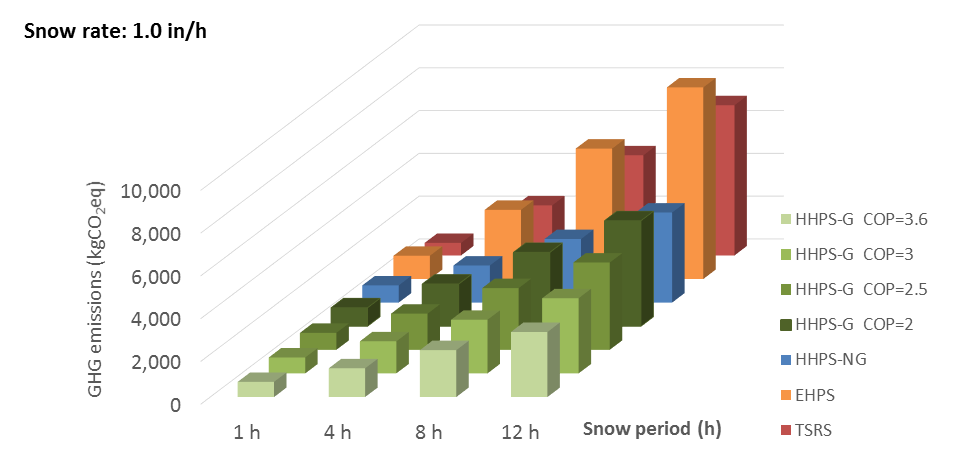 Snow rate: 1.0 in/h
GHG emissions (kgCO₂eq)
10,000
8,000
6,000
4,000
2,000
0
1 h
4 h
8 h
12 h
Snow period (h)
HHPS-G COP=3.6
HHPS-G COP=3
HHPS-G COP=2.5
HHPS-G COP=2
HHPS-NG
EHPS
TSRS